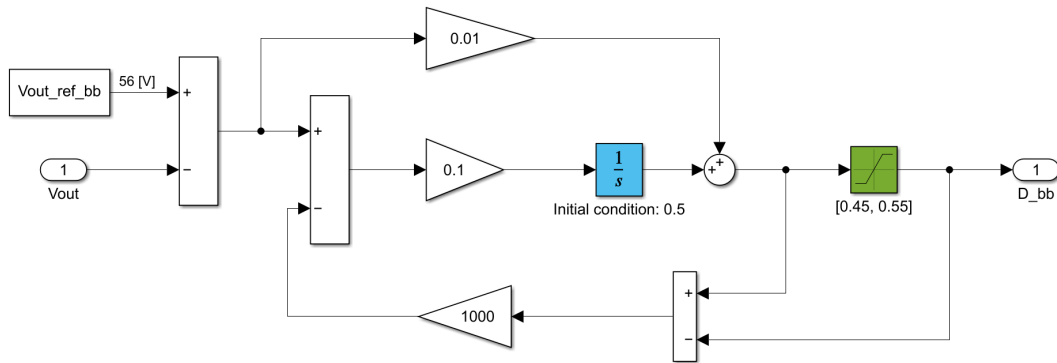 0.01
56 [V]
Vout_ref_bb
+
−
1
Vout
+
−
0.1
1
s
Initial condition: 0.5
+
+
[0.45, 0.55]
1
D_bb
1000
+
−